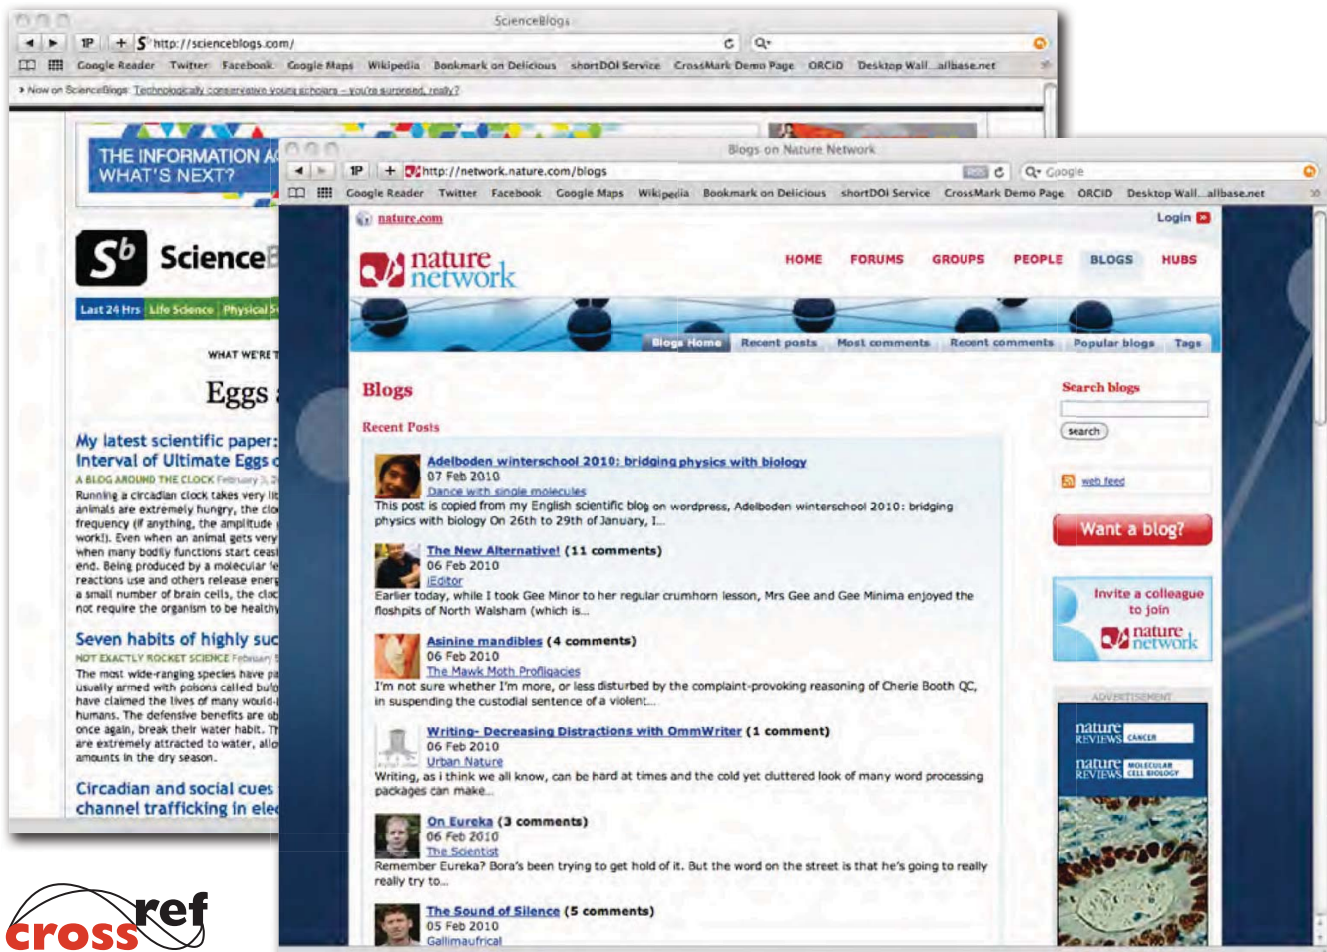 ScienceBlogs
1P + http://scienceblogs.com/
Google Reader Twitter Facebook Google Maps Wikipedia Bookmark on Delicious shortDOI Service CrossMark Demo Page ORCiD Desktop Wall...allbase.net
Now on ScienceBlogs: Technologically conservative young scholars – you're surprised, really?
THE INFORMATION A
WHAT'S NEXT?
Sb Science
Last 24 Hrs Life Science Physical S
WHAT WE'RE T
Eggs
My latest scientific paper:
Interval of Ultimate Eggs
A BLOG AROUND THE CLOCK February 3, 2
Running a circadian clock takes very lit
animals are extremely hungry, the clo
frequency (if anything, the amplitude
work!). Even when an animal gets very
when many bodily functions start ceasi
end. Being produced by a molecular fe
reactions use and others release energ
a small number of brain cells, the cloc
not require the organism to be healthy
Seven habits of highly suc
NOT EXACTLY ROCKET SCIENCE February 5
The most wide-ranging species have pa
usually armed with poisons called bufo
have claimed the lives of many would-
humans. The defensive benefits are ob
once again, break their water habit. Th
are extremely attracted to water, allo
amounts in the dry season.
Circadian and social cues
channel trafficking in elec
Blogs on Nature Network
1P + http://network.nature.com/blogs RSS Google
Google Reader Twitter Facebook Google Maps Wikipedia Bookmark on Delicious shortDOI Service CrossMark Demo Page ORCiD Desktop Wall...allbase.net
nature.com Login
nature
network
HOME FORUMS GROUPS PEOPLE BLOGS HUBS
Blogs Home Recent posts Most comments Recent comments Popular blogs Tags
Blogs
Recent Posts
Adelboden winterschool 2010: bridging physics with biology
07 Feb 2010
Dance with single molecules
This post is copied from my English scientific blog on wordpress, Adelboden winterschool 2010: bridging
physics with biology On 26th to 29th of January, I...
The New Alternative! (11 comments)
06 Feb 2010
iEditor
Earlier today, while I took Gee Minor to her regular crumhorn lesson, Mrs Gee and Gee Minima enjoyed the
floshpits of North Walsham (which is...
Asinine mandibles (4 comments)
06 Feb 2010
The Mawk Moth Profligacies
I'm not sure whether I'm more, or less disturbed by the complaint-provoking reasoning of Cherie Booth QC,
in suspending the custodial sentence of a violent...
Writing- Decreasing Distractions with OmmWriter (1 comment)
06 Feb 2010
Urban Nature
Writing, as i think we all know, can be hard at times and the cold yet cluttered look of many word processing
packages can make...
On Eureka (3 comments)
06 Feb 2010
The Scientist
Remember Eureka? Bora's been trying to get hold of it. But the word on the street is that he's going to really
really try to...
The Sound of Silence (5 comments)
05 Feb 2010
Gallimaufrical
Search blogs
search
web feed
Want a blog?
Invite a colleague
to join
nature
network
ADVERTISEMENT
nature
REVIEWS CANCER
nature
REVIEWS MOLECULAR
CELL BIOLOGY
crossref